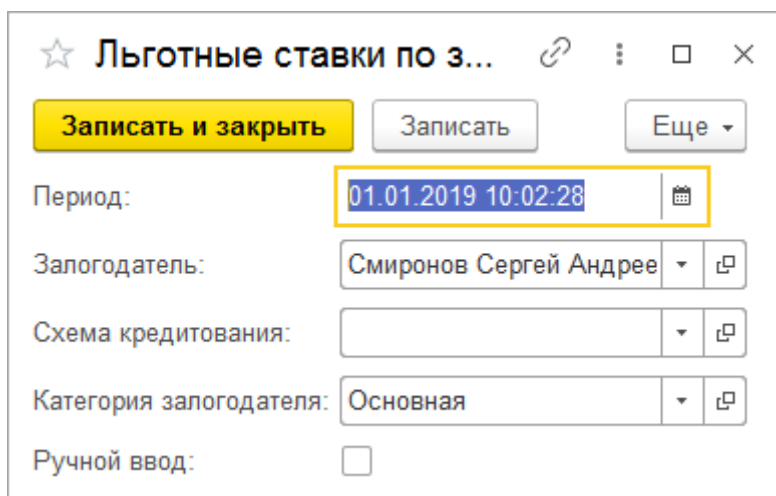 Льготные ставки по з...
Записать и закрыть Записать Еще
Период: 01.01.2019 10:02:28
Залогодатель: Смиронов Сергей Андрее
Схема кредитования:
Категория залогодателя: Основная
Ручной ввод: